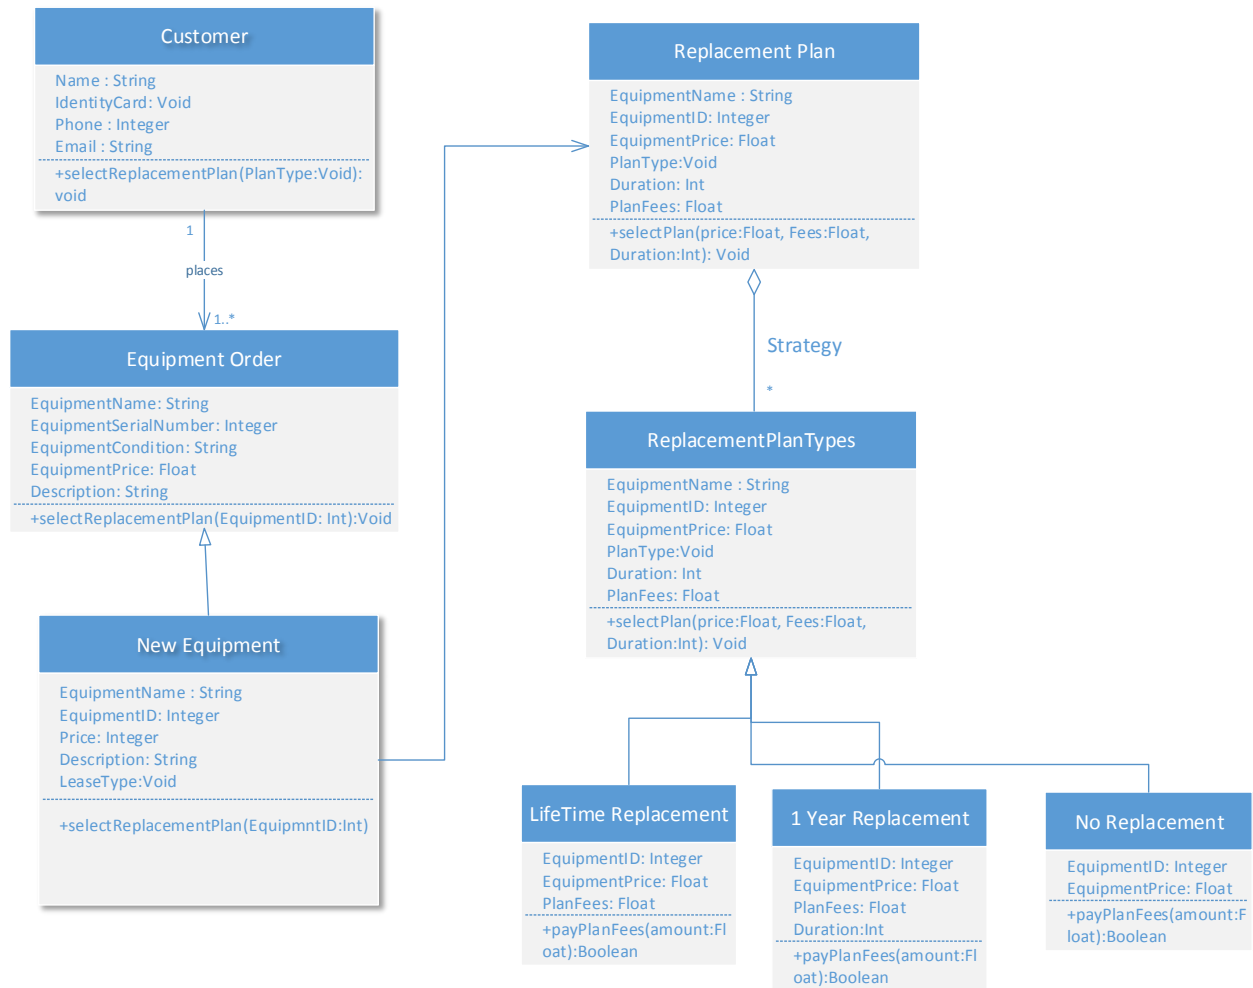 Customer
Name : String
IdentityCard: Void
Phone : Integer
Email : String
+selectReplacementPlan(PlanType:Void):
void
1
places
1..*
Equipment Order
EquipmentName: String
EquipmentSerialNumber: Integer
EquipmentCondition: String
EquipmentPrice: Float
Description: String
+selectReplacementPlan(EquipmentID: Int):Void
New Equipment
EquipmentName : String
EquipmentID: Integer
Price: Integer
Description: String
LeaseType:Void
+selectReplacementPlan(EquipmntID:Int)
Replacement Plan
EquipmentName : String
EquipmentID: Integer
EquipmentPrice: Float
PlanType:Void
Duration: Int
PlanFees: Float
+selectPlan(price:Float, Fees:Float,
Duration:Int): Void
Strategy
*
ReplacementPlanTypes
EquipmentName : String
EquipmentID: Integer
EquipmentPrice: Float
PlanType:Void
Duration: Int
PlanFees: Float
+selectPlan(price:Float, Fees:Float,
Duration:Int): Void
LifeTime Replacement
EquipmentID: Integer
EquipmentPrice: Float
PlanFees: Float
+payPlanFees(amount:Fl
oat):Boolean
1 Year Replacement
EquipmentID: Integer
EquipmentPrice: Float
PlanFees: Float
Duration:Int
+payPlanFees(amount:Fl
oat):Boolean
No Replacement
EquipmentID: Integer
EquipmentPrice: Float
+payPlanFees(amount:F
loat):Boolean